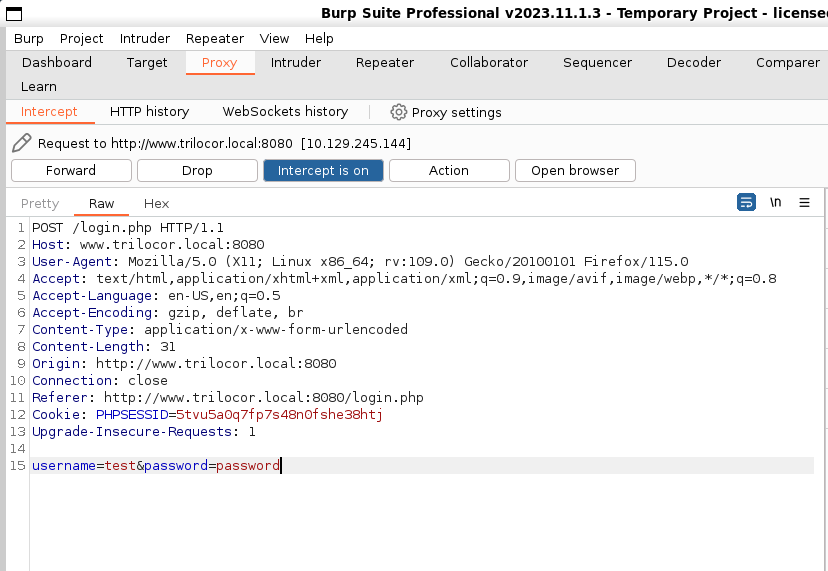 Burp Suite Professional v2023.11.1.3 - Temporary Project - license
Burp Project Intruder Repeater View Help
Dashboard Target Proxy Intruder Repeater Collaborator Sequencer Decoder Comparer
Learn
Intercept HTTP history WebSockets history Proxy settings
Request to http://www.trilocor.local:8080 [10.129.245.144]
Forward Drop Intercept is on Action Open browser
Pretty Raw Hex \n
1 POST /login.php HTTP/1.1
2 Host: www.trilocor.local:8080
3 User-Agent: Mozilla/5.0 (X11; Linux x86_64; rv:109.0) Gecko/20100101 Firefox/115.0
4 Accept: text/html,application/xhtml+xml,application/xml;q=0.9,image/avif,image/webp,*/*;q=0.8
5 Accept-Language: en-US,en;q=0.5
6 Accept-Encoding: gzip, deflate, br
7 Content-Type: application/x-www-form-urlencoded
8 Content-Length: 31
9 Origin: http://www.trilocor.local:8080
10 Connection: close
11 Referer: http://www.trilocor.local:8080/login.php
12 Cookie: PHPSESSID=5tvu5a0q7fp7s48n0fshe38htj
13 Upgrade-Insecure-Requests: 1
14
15 username=test&password=password